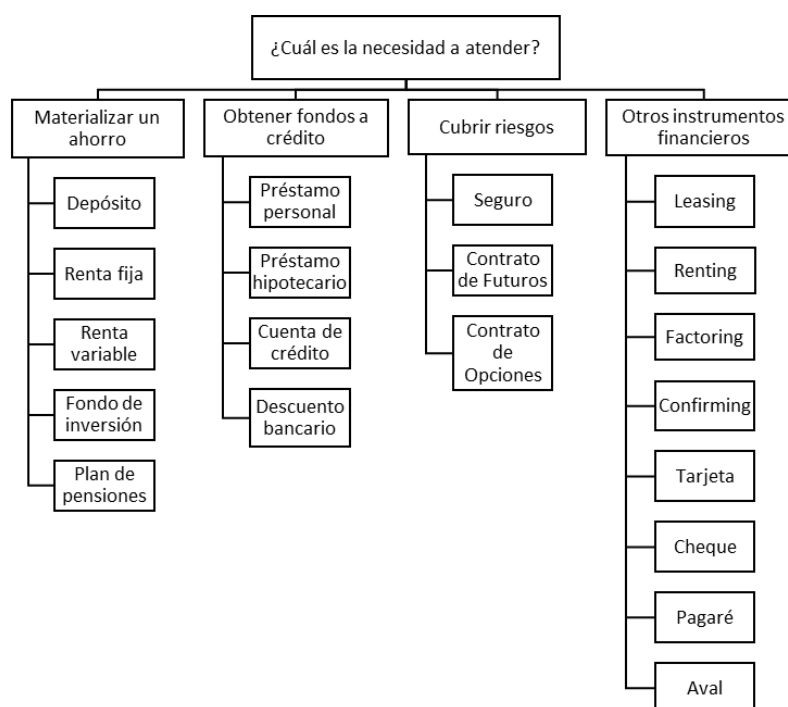 ¿Cuál es la necesidad a atender?
Materializar un
ahorro
Depósito
Renta fija
Renta
variable
Fondo de
inversión
Plan de
pensiones
Obtener fondos a
crédito
Préstamo
personal
Préstamo
hipotecario
Cuenta de
crédito
Descuento
bancario
Cubrir riesgos
Seguro
Contrato
de Futuros
Contrato
de
Opciones
Otros instrumentos
financieros
Leasing
Renting
Factoring
Confirming
Tarjeta
Cheque
Pagaré
Aval